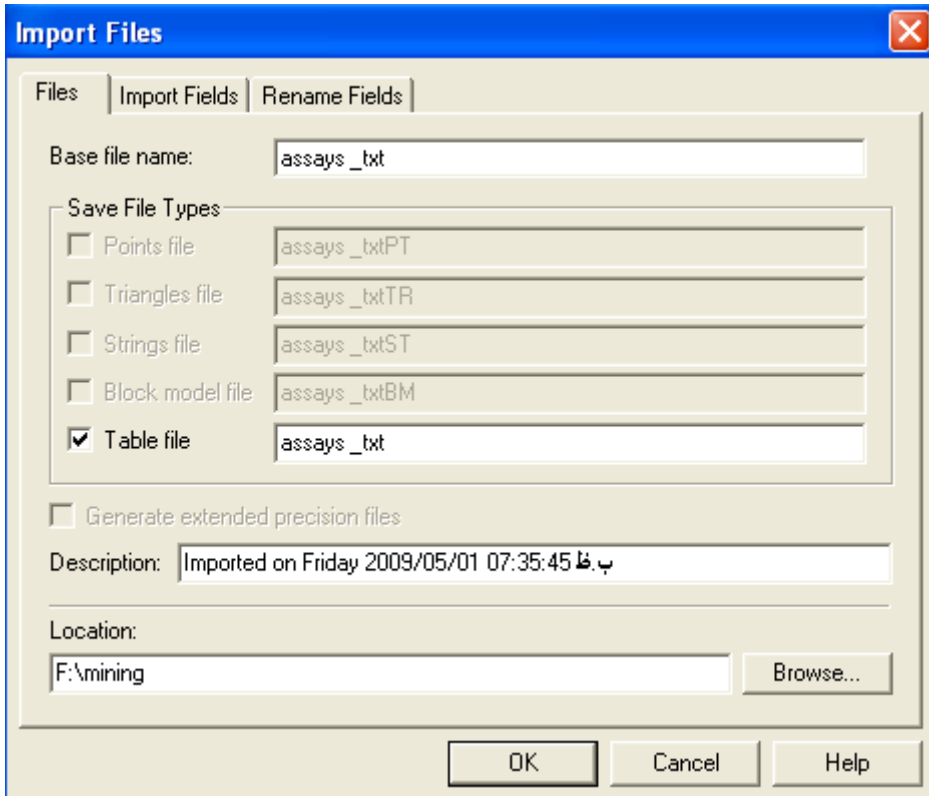 Import Files
Files Import Fields Rename Fields
Base file name: assays _txt
Save File Types
Points file assays _txtPT
Triangles file assays _txtTR
Strings file assays _txtST
Block model file assays _txtBM
Table file assays _txt
Generate extended precision files
Description: Imported on Friday 2009/05/01 07:35:45 ب.ظ
Location:
F:\mining Browse...
OK Cancel Help